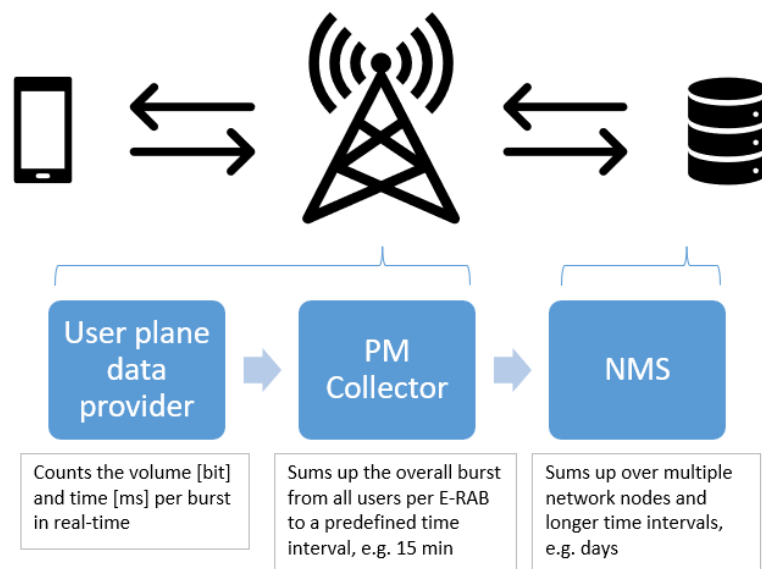 User plane
data
provider
PM
Collector
NMS
Counts the volume [bit]
and time [ms] per burst
in real-time
Sums up the overall burst
from all users per E-RAB
to a predefined time
interval, e.g. 15 min
Sums up over multiple
network nodes and
longer time intervals,
e.g. days